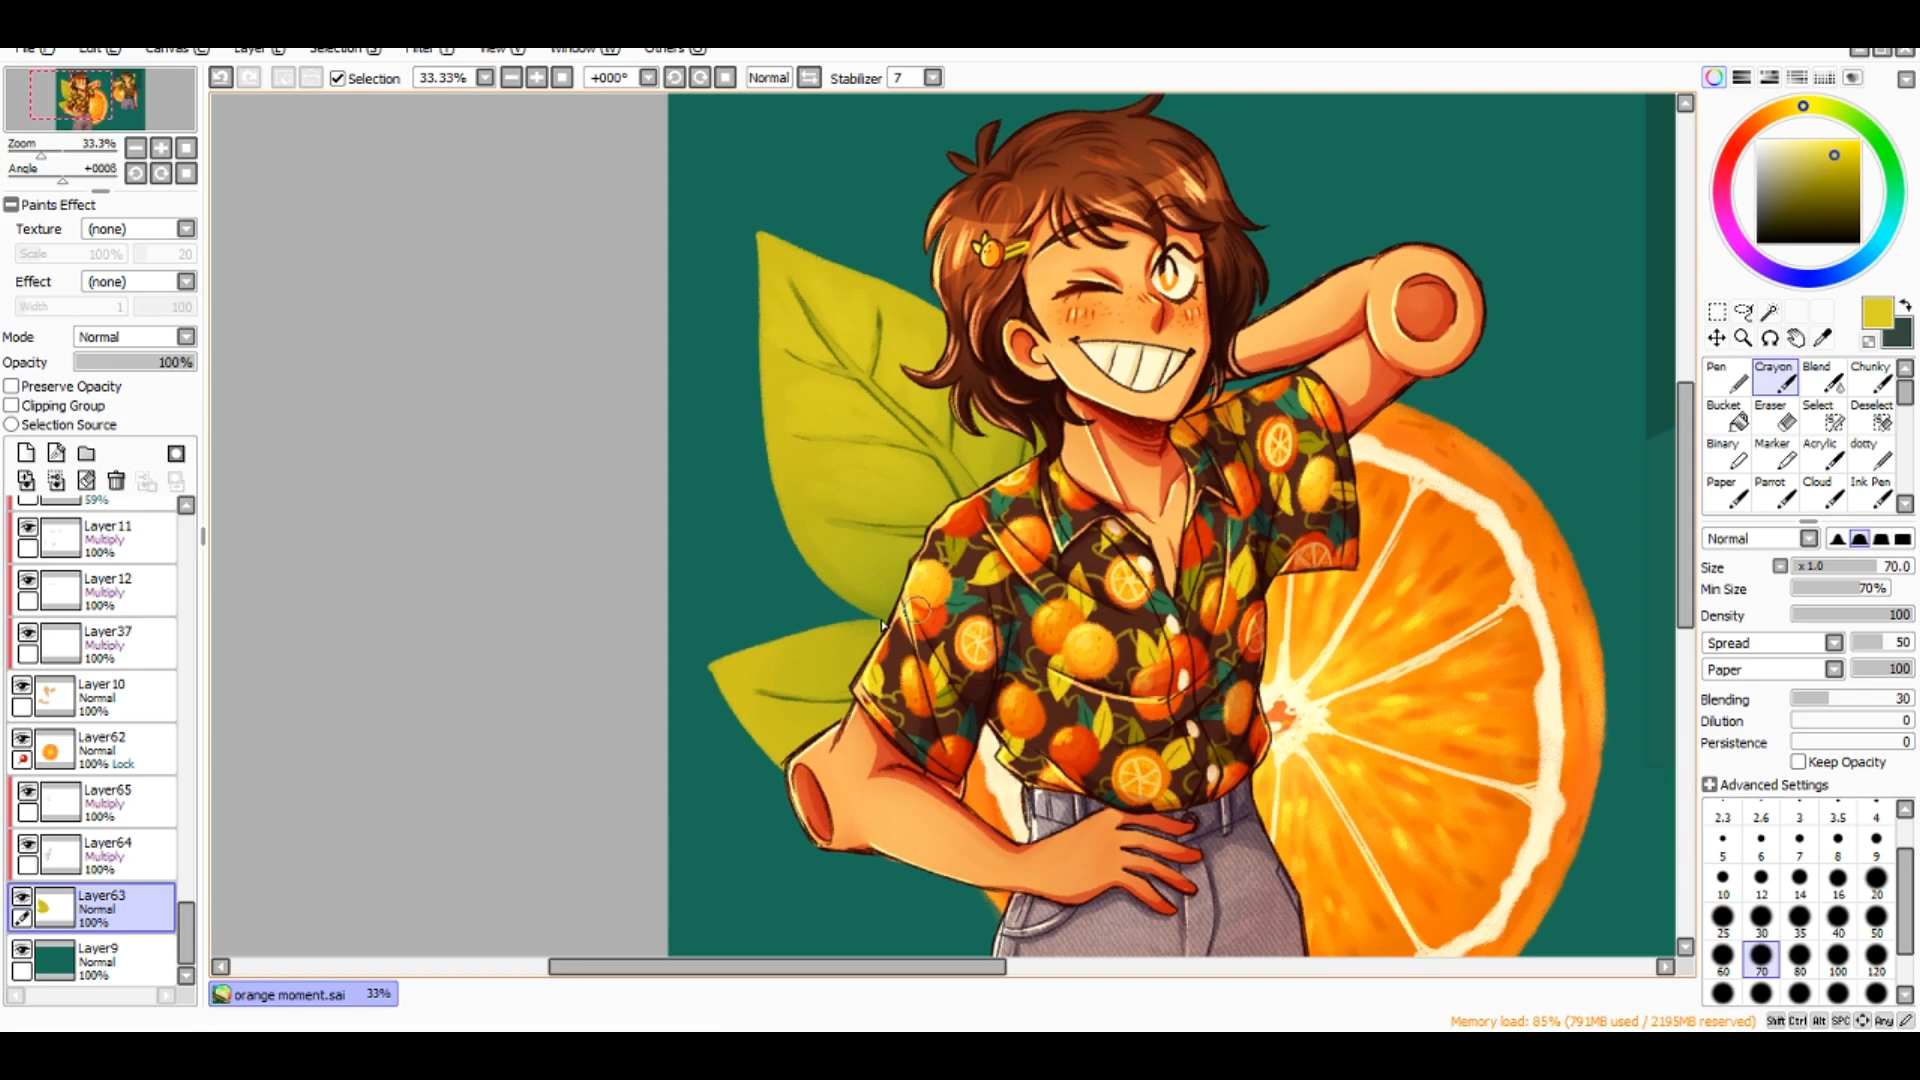 File (F) Edit (E) Canvas (C) Layer (L) Selection (S) Filter (T) View (V) Window (W) Others (O)
Selection 33.33% +000° Normal Stabilizer 7
Zoom 33.3%
Angle +0006
Paints Effect
Texture (none)
Scale 100% 20
Effect (none)
Width 1 100
Mode Normal
Opacity 100%
Preserve Opacity
Clipping Group
Selection Source
59%
Layer11
Multiply
100%
Layer12
Multiply
100%
Layer37
Multiply
100%
Layer10
Normal
100%
Layer62
Normal
100% Lock
Layer65
Multiply
100%
Layer64
Multiply
100%
Layer63
Normal
100%
Layer9
Normal
100%
orange moment.sai 33%
Pen Crayon Blend Chunky
Bucket Eraser Select Deselect
Binary Marker Acrylic dotty
Paper Parrot Cloud Ink Pen
Normal
Size x 1.0 70.0
Min Size 70%
Density 100
Spread 50
Paper 100
Blending 30
Dilution 0
Persistence 0
Keep Opacity
Advanced Settings
2.3 2.6 3 3.5 4
5 6 7 8 9
10 12 14 16 20
25 30 35 40 50
60 70 80 100 120
Memory load: 85% (791MB used / 2195MB reserved) Shift Ctrl Alt SPC Any